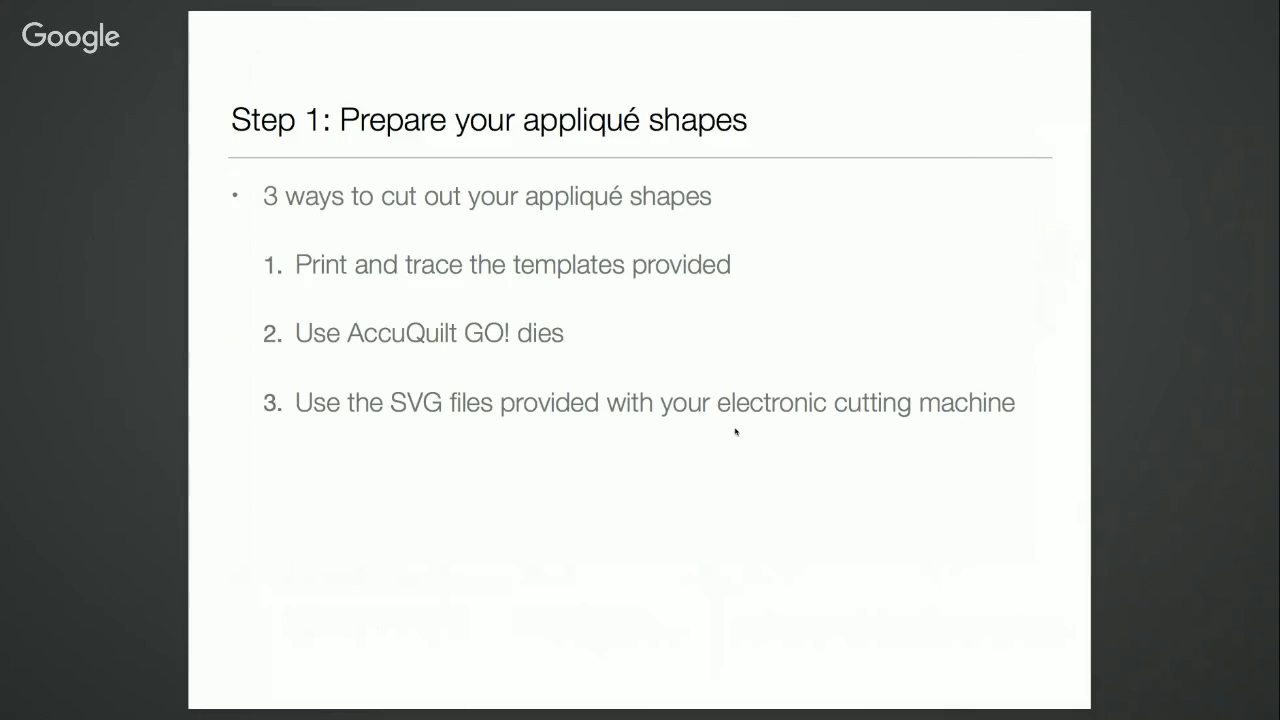 Google
Step 1: Prepare your appliqué shapes
• 3 ways to cut out your appliqué shapes
1. Print and trace the templates provided
2. Use AccuQuilt GO! dies
3. Use the SVG files provided with your electronic cutting machine